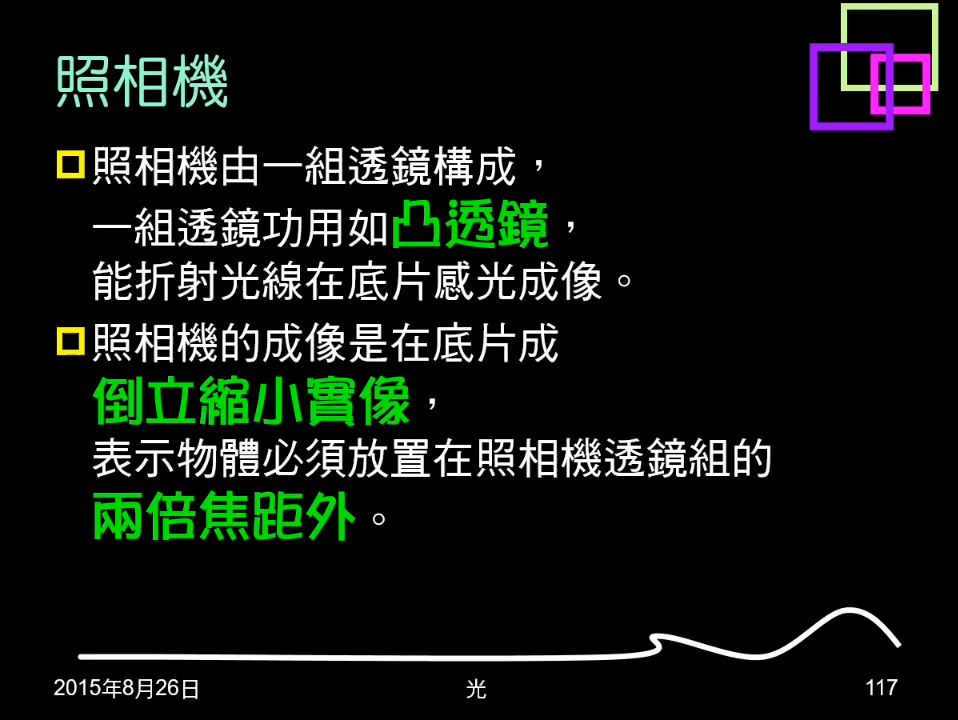 照相機
照相機由一組透鏡構成，
一組透鏡功用如凸透鏡，
能折射光線在底片感光成像。
照相機的成像是在底片成
倒立縮小實像，
表示物體必須放置在照相機透鏡組的
兩倍焦距外。
2015年8月26日
光
117